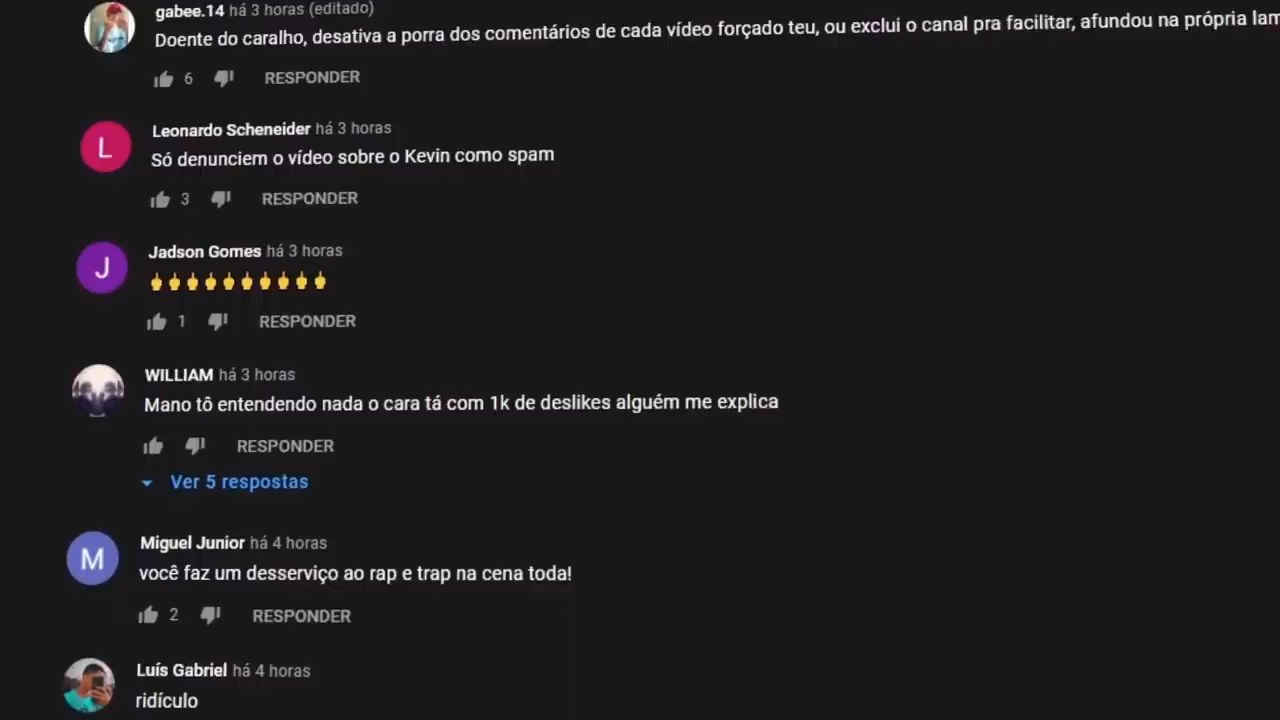 gabee.14 há 3 horas (editado)
Doente do caralho, desativa a porra dos comentários de cada vídeo forçado teu, ou exclui o canal pra facilitar, afundou na própria
6 RESPONDER
L
Leonardo Scheneider há 3 horas
Só denunciem o vídeo sobre o Kevin como spam
3 RESPONDER
J
Jadson Gomes há 3 horas
🖕🖕🖕🖕🖕🖕🖕🖕🖕🖕
1 RESPONDER
WILLIAM há 3 horas
Mano tô entendendo nada o cara tá com 1k de deslikes alguém me explica
RESPONDER
Ver 5 respostas
M
Miguel Junior há 4 horas
você faz um desserviço ao rap e trap na cena toda!
2 RESPONDER
Luís Gabriel há 4 horas
ridículo